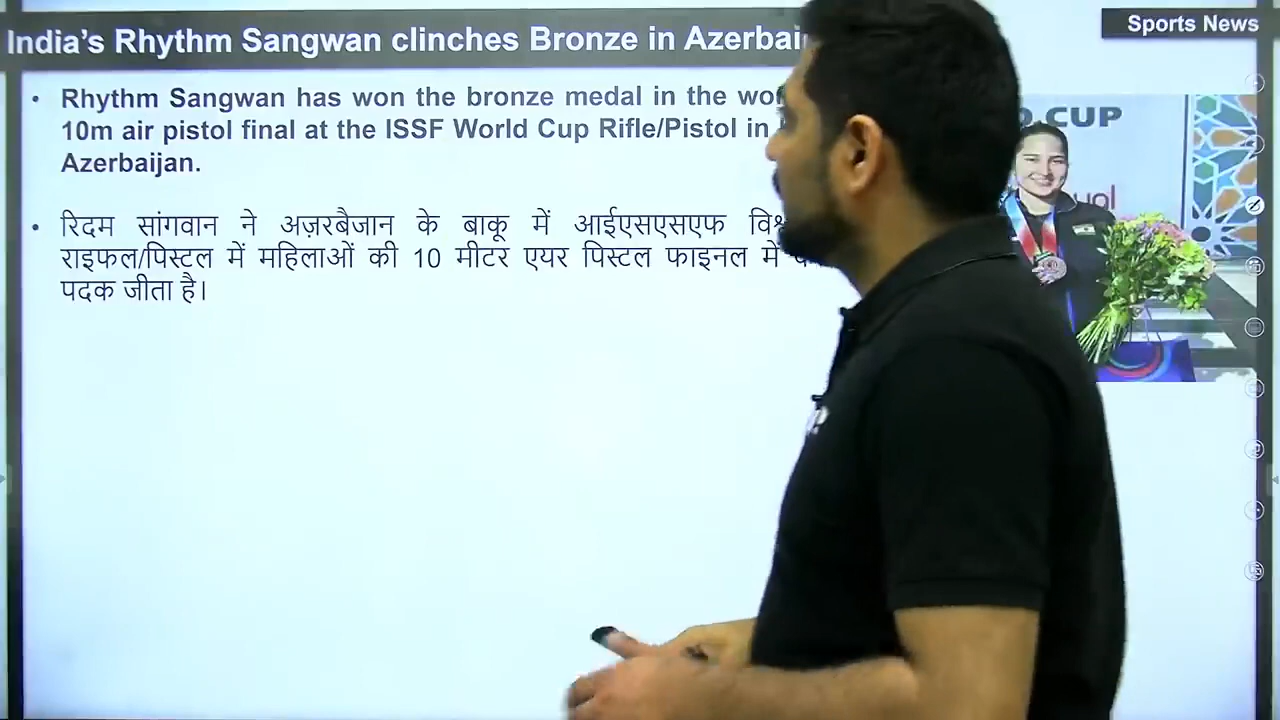 India's Rhythm Sangwan clinches Bronze in
Sports News
Rhythm Sangwan has won the bronze medal in the
10m air pistol final at the ISSF World Cup Rifle/Pistol in
Azerbaijan.
रिदम सांगवान ने अज़रबैजान के बाकू में आईएसएसएफ
राइफल/पिस्टल में महिलाओं की 10 मीटर एयर पिस्टल फाइनल में
पदक जीता है।
CUP